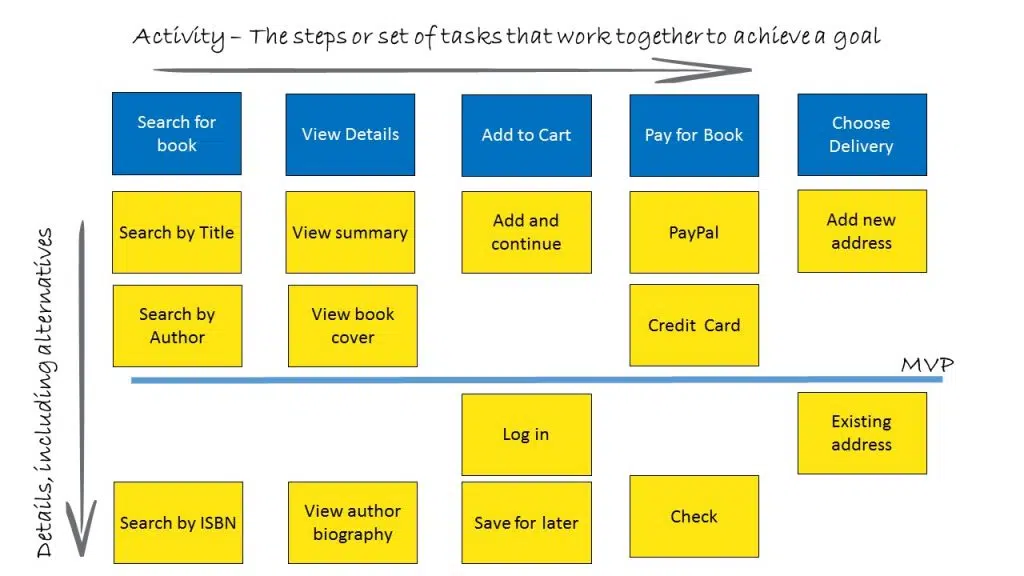 Activity – The steps or set of tasks that work together to achieve a goal
Search for
book
View Details
Add to Cart
Pay for Book
Choose
Delivery
Search by Title
View summary
Add and
continue
PayPal
Add new
address
Search by
Author
View book
cover
Credit Card
MVP
Log in
Existing
address
Search by ISBN
View author
biography
Save for later
Check
Details, including alternatives